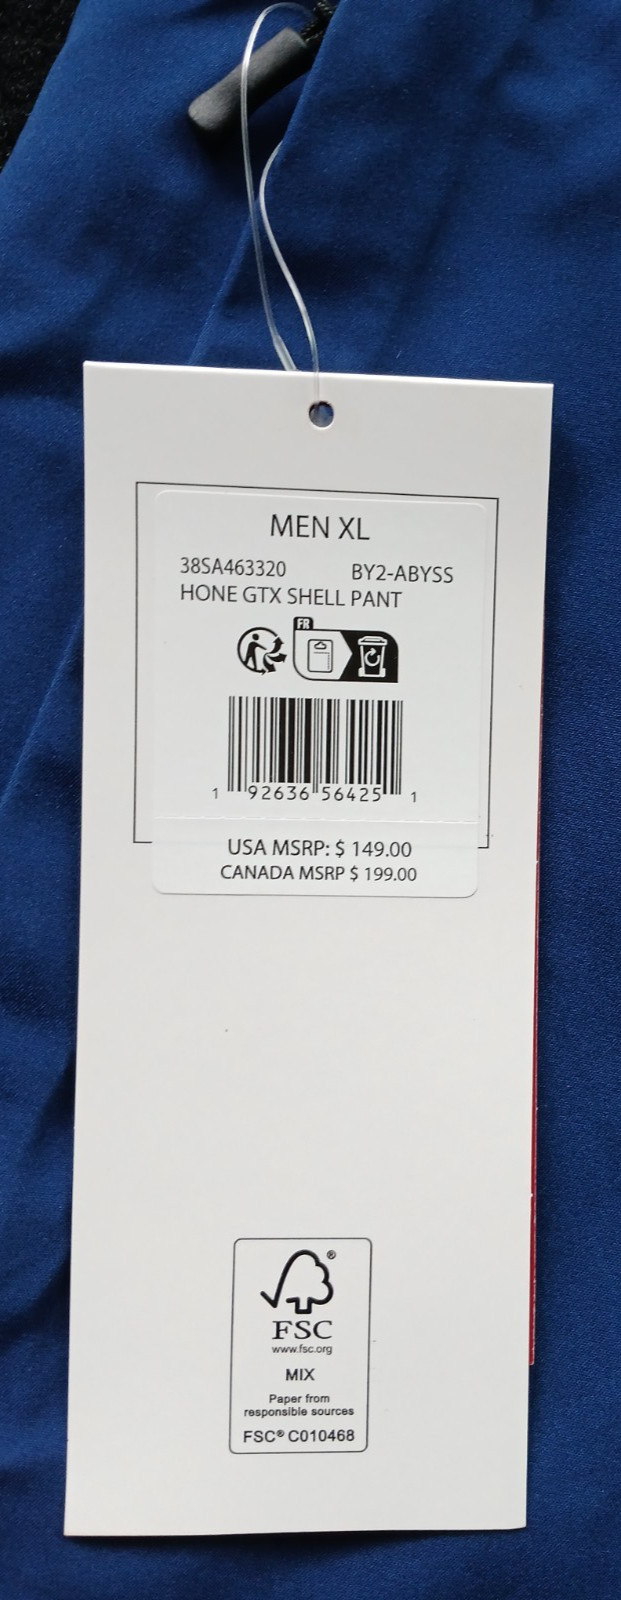 MEN XL
38SA463320 BY2-ABYSS
HONE GTX SHELL PANT
FR
1 92636 56425 1
USA MSRP: $ 149.00
CANADA MSRP $ 199.00
®
FSC
www.fsc.org
MIX
Paper from
responsible sources
FSC® C010468